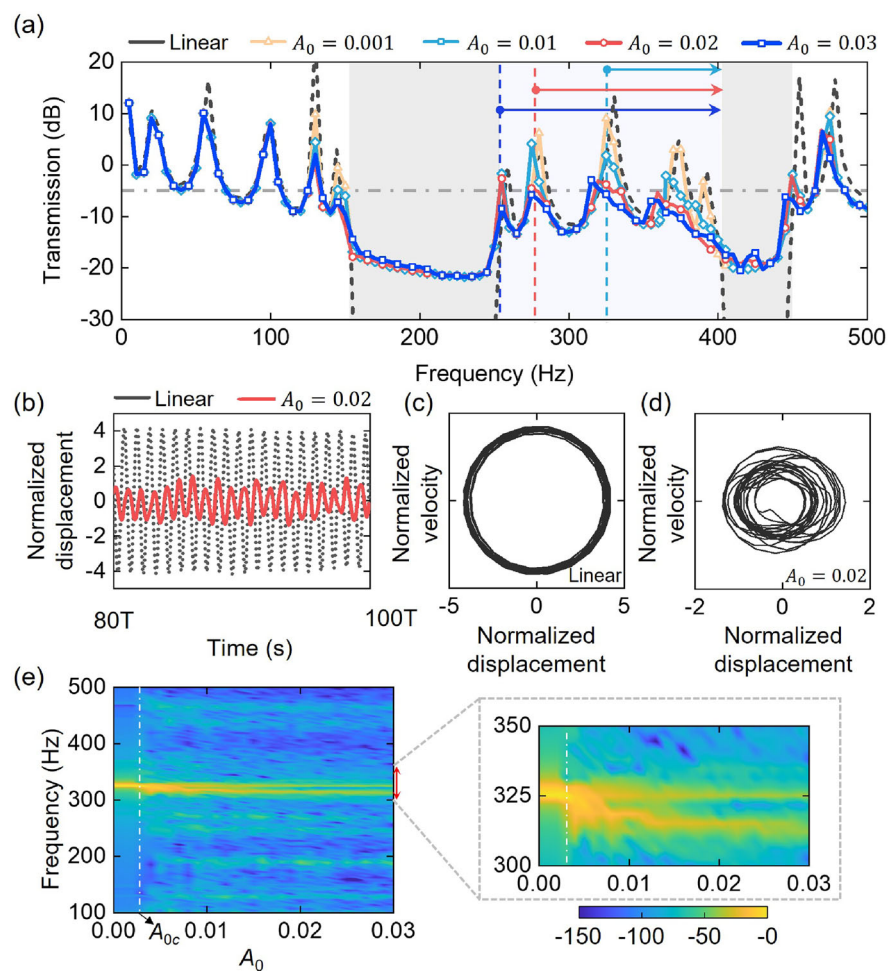 (a)
Linear A₀ = 0.001 A₀ = 0.01 A₀ = 0.02 A₀ = 0.03
Transmission (dB)
20
10
0
-10
-20
-30
0 100 200 300 400 500
Frequency (Hz)
(b) Linear A₀ = 0.02
Normalized
displacement
4
2
0
-2
-4
80T 100T
Time (s)
(c)
Normalized
velocity
Linear
-5 0 5
Normalized
displacement
(d)
Normalized
velocity
A₀ = 0.02
-2 0 2
Normalized
displacement
(e)
Frequency (Hz)
500
400
300
200
100
0.00 0.01 0.02 0.03
A₀c
A₀
350
325
300
0.00 0.01 0.02 0.03
-150 -100 -50 -0